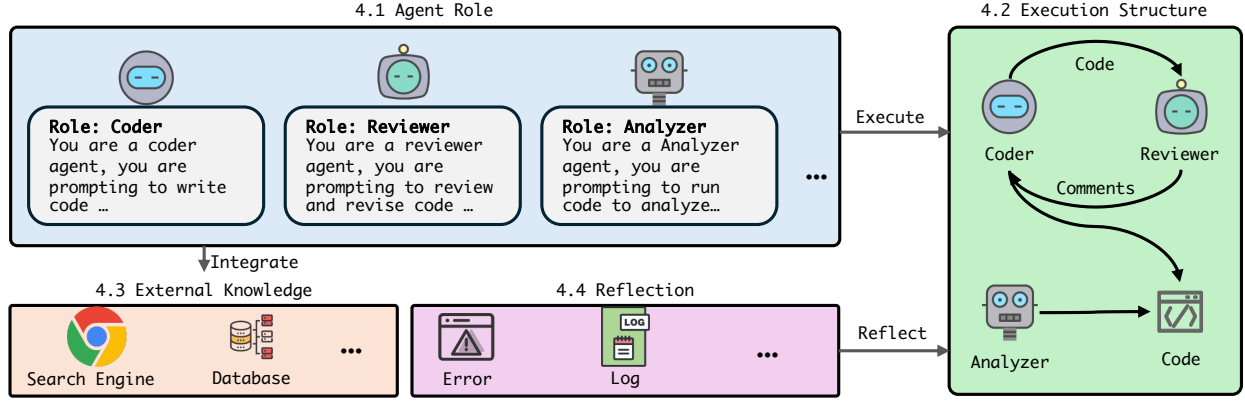 4.1 Agent Role
Role: Coder
You are a coder
agent, you are
prompting to write
code …
Role: Reviewer
You are a reviewer
agent, you are
prompting to review
and revise code …
Role: Analyzer
You are a Analyzer
agent, you are
prompting to run
code to analyze…
...
Execute
Integrate
4.2 Execution Structure
Code
Coder
Reviewer
Comments
Analyzer
Code
4.3 External Knowledge
Search Engine
Database
...
4.4 Reflection
Error
LOG
Log
...
Reflect